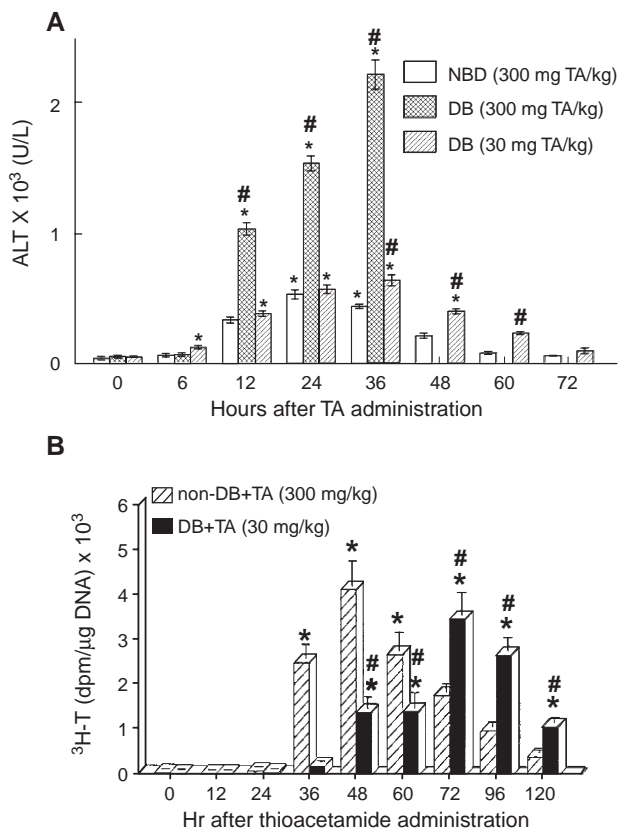 A
ALT X 10³ (U/L)
2
1
0
NBD (300 mg TA/kg)
DB (300 mg TA/kg)
DB (30 mg TA/kg)
* # * * # * * * # * * # * # * #
0 6 12 24 36 48 60 72
Hours after TA administration
B
³H-T (dpm/µg DNA) x 10³
6
5
4
3
2
1
0
non-DB+TA (300 mg/kg)
DB+TA (30 mg/kg)
* * # * * # * # * # * # *
0 12 24 36 48 60 72 96 120
Hr after thioacetamide administration